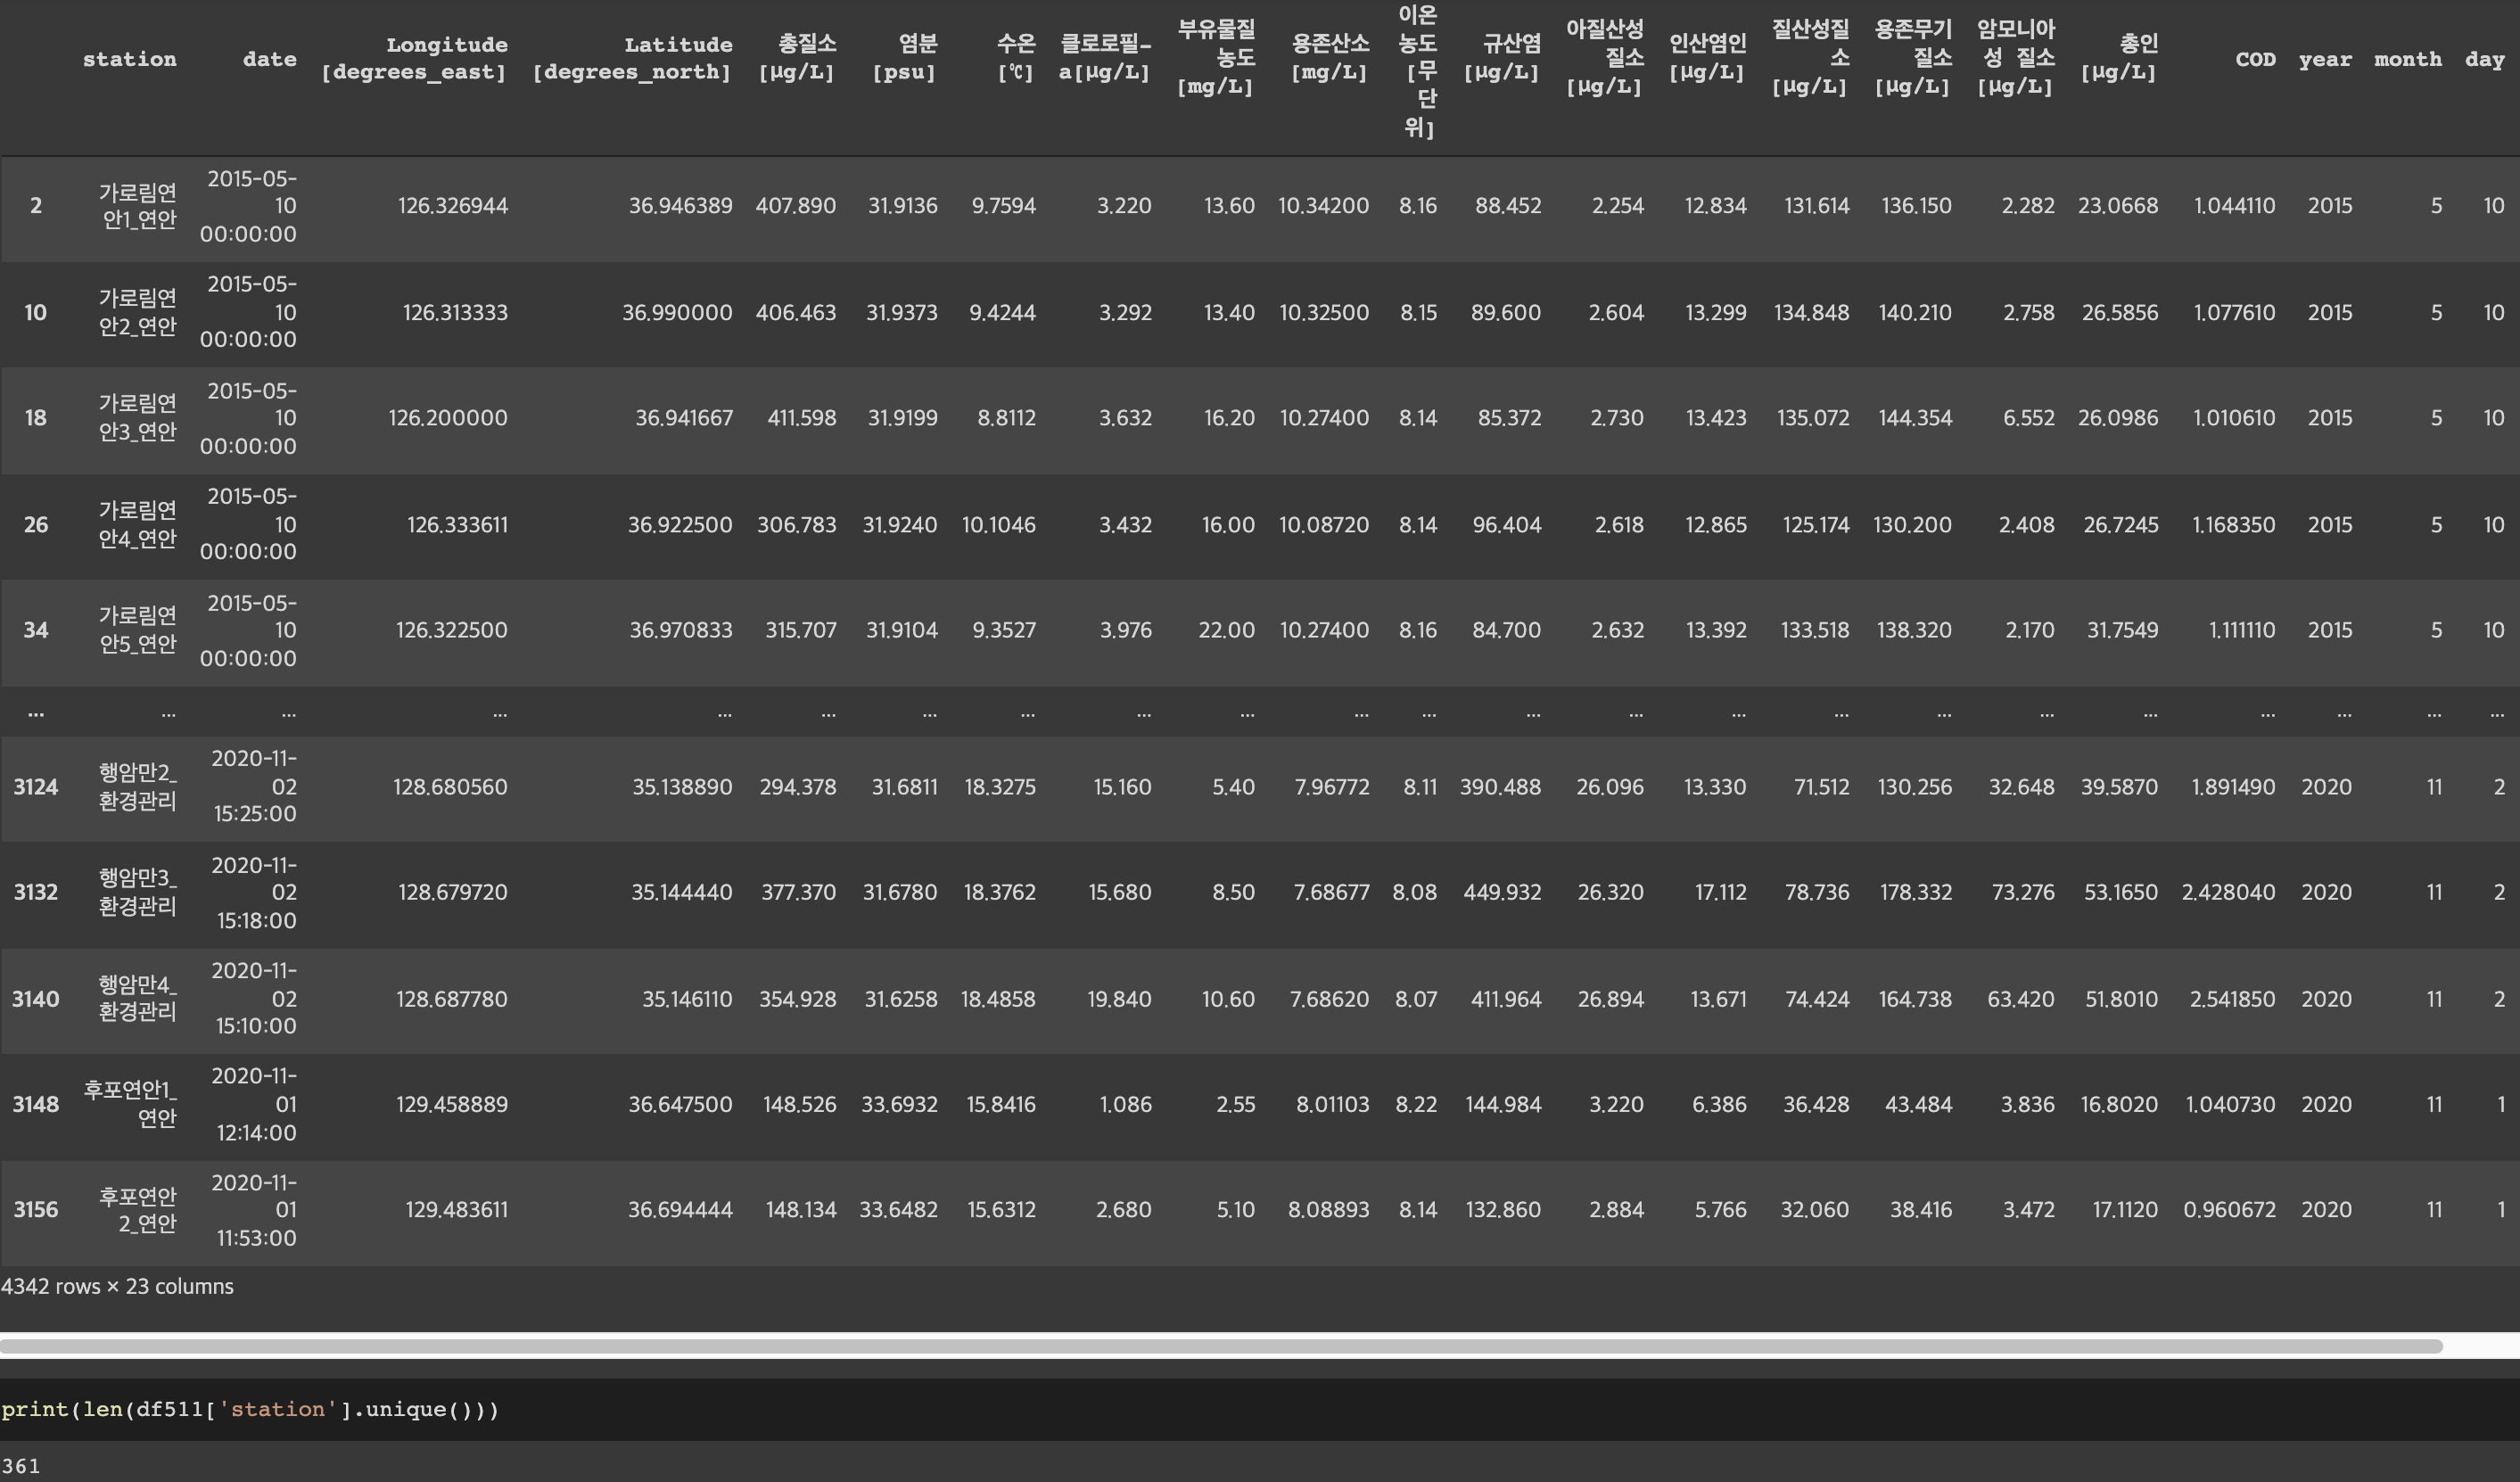 station date Longitude [degrees_east] Latitude [degrees_north] 총질소 [µg/L] 염분 [psu] 수온 [℃] 클로로필-a[µg/L] 부유물질 농도 [mg/L] 용존산소 [mg/L] 이온 농도 [무단위] 규산염 [µg/L] 아질산성 질소 [µg/L] 인산염인 [µg/L] 질산성질소 [µg/L] 용존무기 질소 [µg/L] 암모니아성 질소 [µg/L] 총인 [µg/L] COD year month day
2 가로림연안1_연안 2015-05-10 00:00:00 126.326944 36.946389 407.890 31.9136 9.7594 3.220 13.60 10.34200 8.16 88.452 2.254 12.834 131.614 136.150 2.282 23.0668 1.044110 2015 5 10
10 가로림연안2_연안 2015-05-10 00:00:00 126.313333 36.990000 406.463 31.9373 9.4244 3.292 13.40 10.32500 8.15 89.600 2.604 13.299 134.848 140.210 2.758 26.5856 1.077610 2015 5 10
18 가로림연안3_연안 2015-05-10 00:00:00 126.200000 36.941667 411.598 31.9199 8.8112 3.632 16.20 10.27400 8.14 85.372 2.730 13.423 135.072 144.354 6.552 26.0986 1.010610 2015 5 10
26 가로림연안4_연안 2015-05-10 00:00:00 126.333611 36.922500 306.783 31.9240 10.1046 3.432 16.00 10.08720 8.14 96.404 2.618 12.865 125.174 130.200 2.408 26.7245 1.168350 2015 5 10
34 가로림연안5_연안 2015-05-10 00:00:00 126.322500 36.970833 315.707 31.9104 9.3527 3.976 22.00 10.27400 8.16 84.700 2.632 13.392 133.518 138.320 2.170 31.7549 1.111110 2015 5 10
... ... ... ... ... ... ... ... ... ... ... ... ... ... ... ... ... ... ... ... ... ... ...
3124 행암만2_환경관리 2020-11-02 15:25:00 128.680560 35.138890 294.378 31.6811 18.3275 15.160 5.40 7.96772 8.11 390.488 26.096 13.330 71.512 130.256 32.648 39.5870 1.891490 2020 11 2
3132 행암만3_환경관리 2020-11-02 15:18:00 128.679720 35.144440 377.370 31.6780 18.3762 15.680 8.50 7.68677 8.08 449.932 26.320 17.112 78.736 178.332 73.276 53.1650 2.428040 2020 11 2
3140 행암만4_환경관리 2020-11-02 15:10:00 128.687780 35.146110 354.928 31.6258 18.4858 19.840 10.60 7.68620 8.07 411.964 26.894 13.671 74.424 164.738 63.420 51.8010 2.541850 2020 11 2
3148 후포연안1_연안 2020-11-01 12:14:00 129.458889 36.647500 148.526 33.6932 15.8416 1.086 2.55 8.01103 8.22 144.984 3.220 6.386 36.428 43.484 3.836 16.8020 1.040730 2020 11 1
3156 후포연안2_연안 2020-11-01 11:53:00 129.483611 36.694444 148.134 33.6482 15.6312 2.680 5.10 8.08893 8.14 132.860 2.884 5.766 32.060 38.416 3.472 17.1120 0.960672 2020 11 1
4342 rows × 23 columns
print(len(df511['station'].unique()))
361